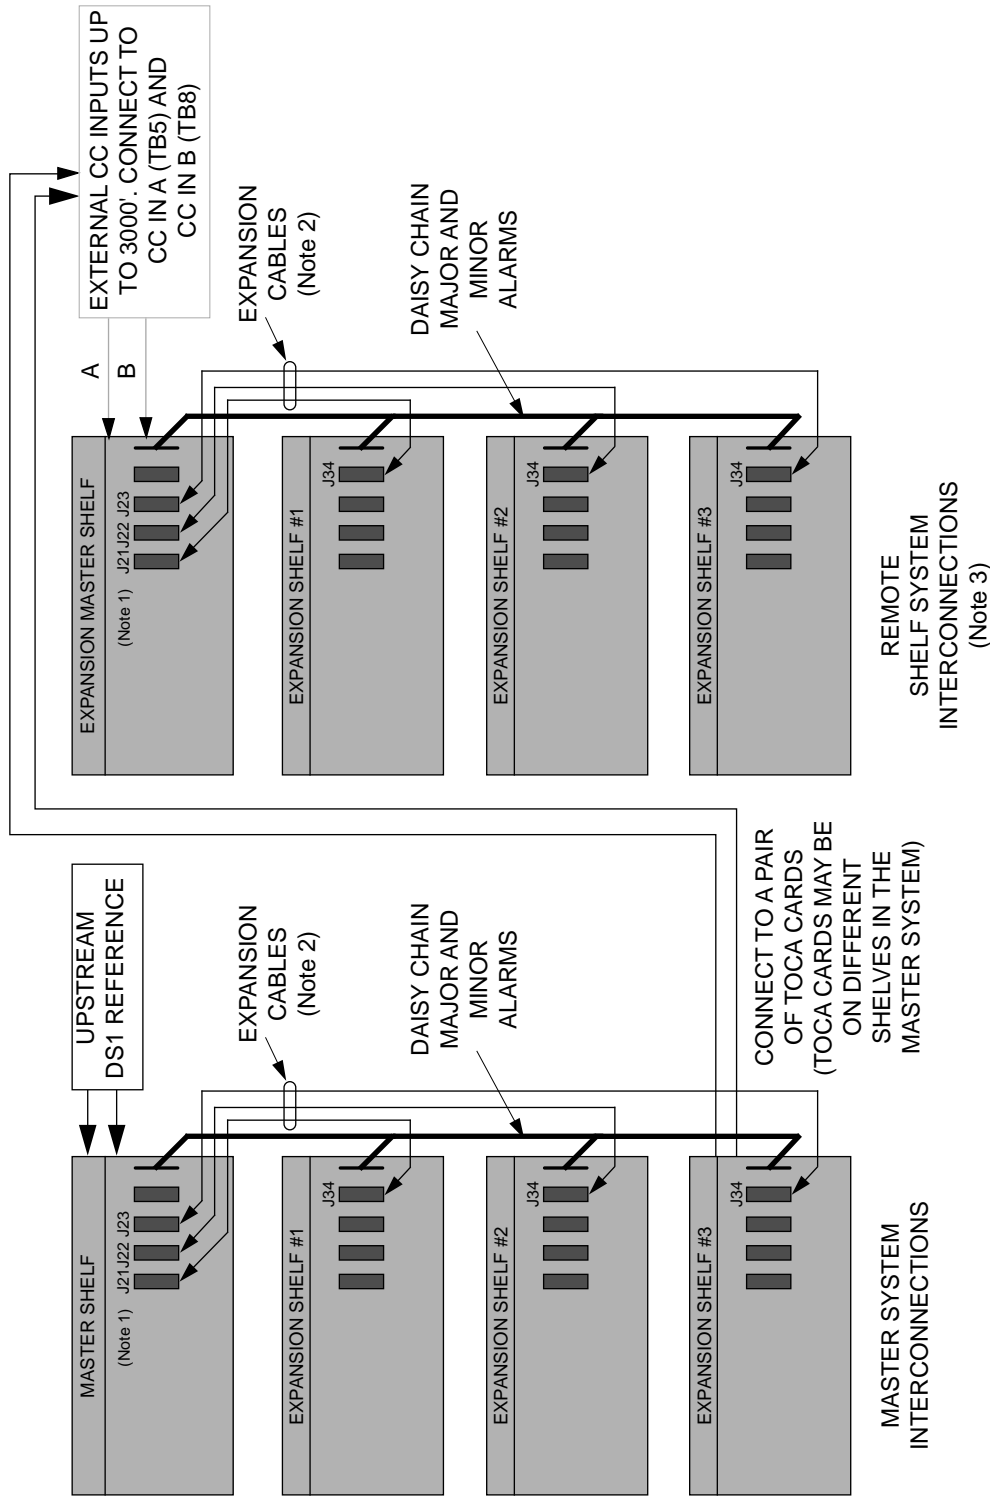 UPSTREAM
DS1 REFERENCE
MASTER SHELF
(Note 1)
J21
J22
J23
EXPANSION SHELF #1
J34
EXPANSION SHELF #2
J34
EXPANSION SHELF #3
J34
EXPANSION
CABLES
(Note 2)
DAISY CHAIN
MAJOR AND
MINOR
ALARMS
MASTER SYSTEM
INTERCONNECTIONS
CONNECT TO A PAIR
OF TOCA CARDS
(TOCA CARDS MAY BE
ON DIFFERENT
SHELVES IN THE
MASTER SYSTEM)
EXTERNAL CC INPUTS UP
TO 3000'. CONNECT TO
CC IN A (TB5) AND
CC IN B (TB8)
A
B
EXPANSION MASTER SHELF
(Note 1)
J21
J22
J23
EXPANSION SHELF #1
J34
EXPANSION SHELF #2
J34
EXPANSION SHELF #3
J34
EXPANSION
CABLES
(Note 2)
DAISY CHAIN
MAJOR AND
MINOR
ALARMS
REMOTE
SHELF SYSTEM
INTERCONNECTIONS
(Note 3)